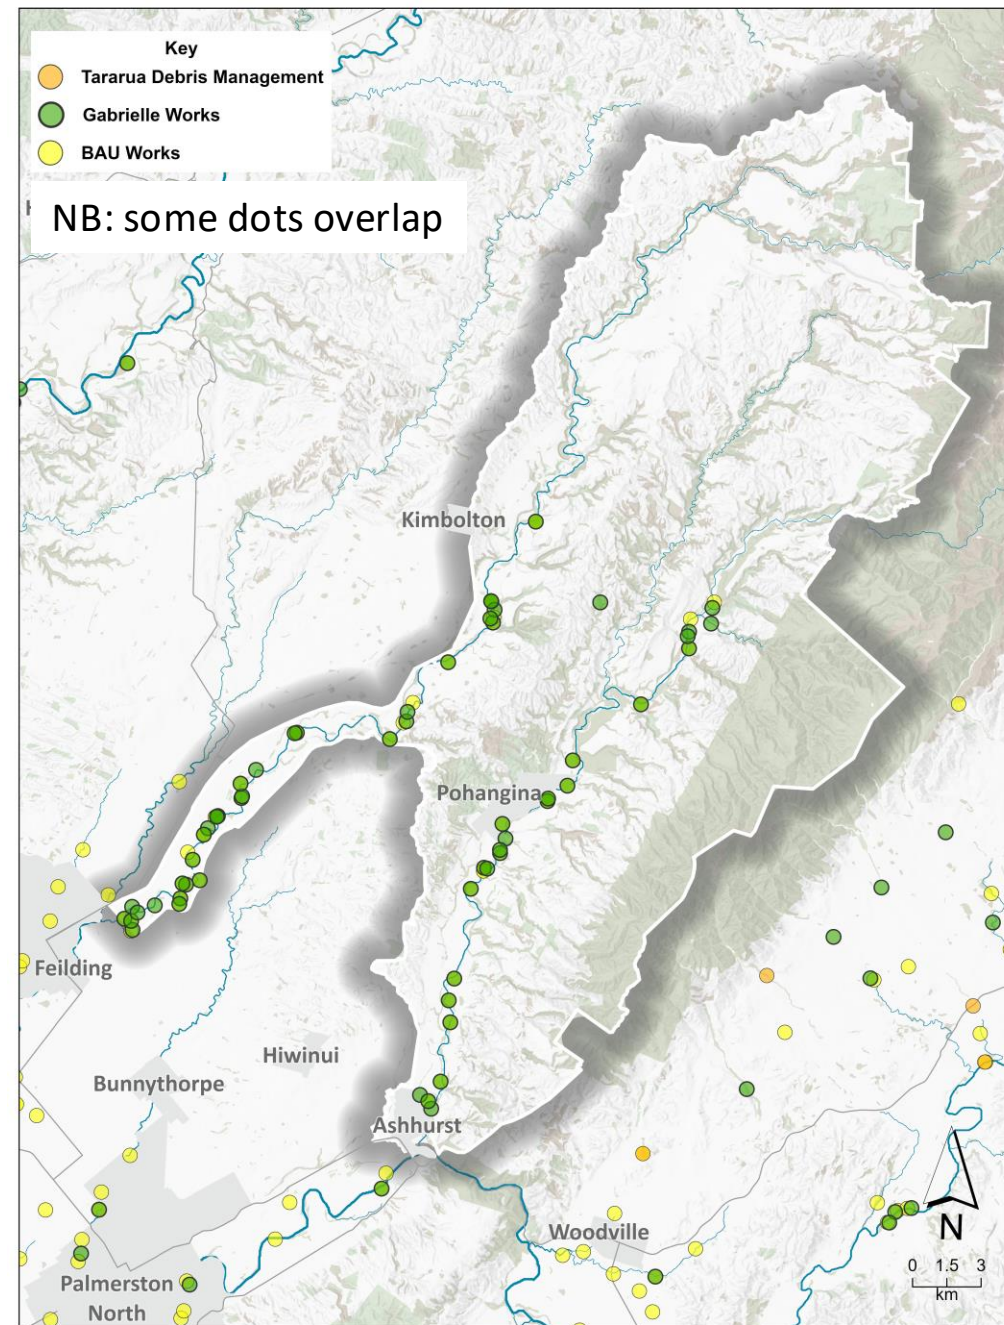 Key
Tararua Debris Management
Gabrielle Works
BAU Works
NB: some dots overlap
Kimbolton
Pohangina
Feilding
Hiwinui
Bunnythorpe
Ashhurst
Woodville
Palmerston
North
N
0 1.5 3
km